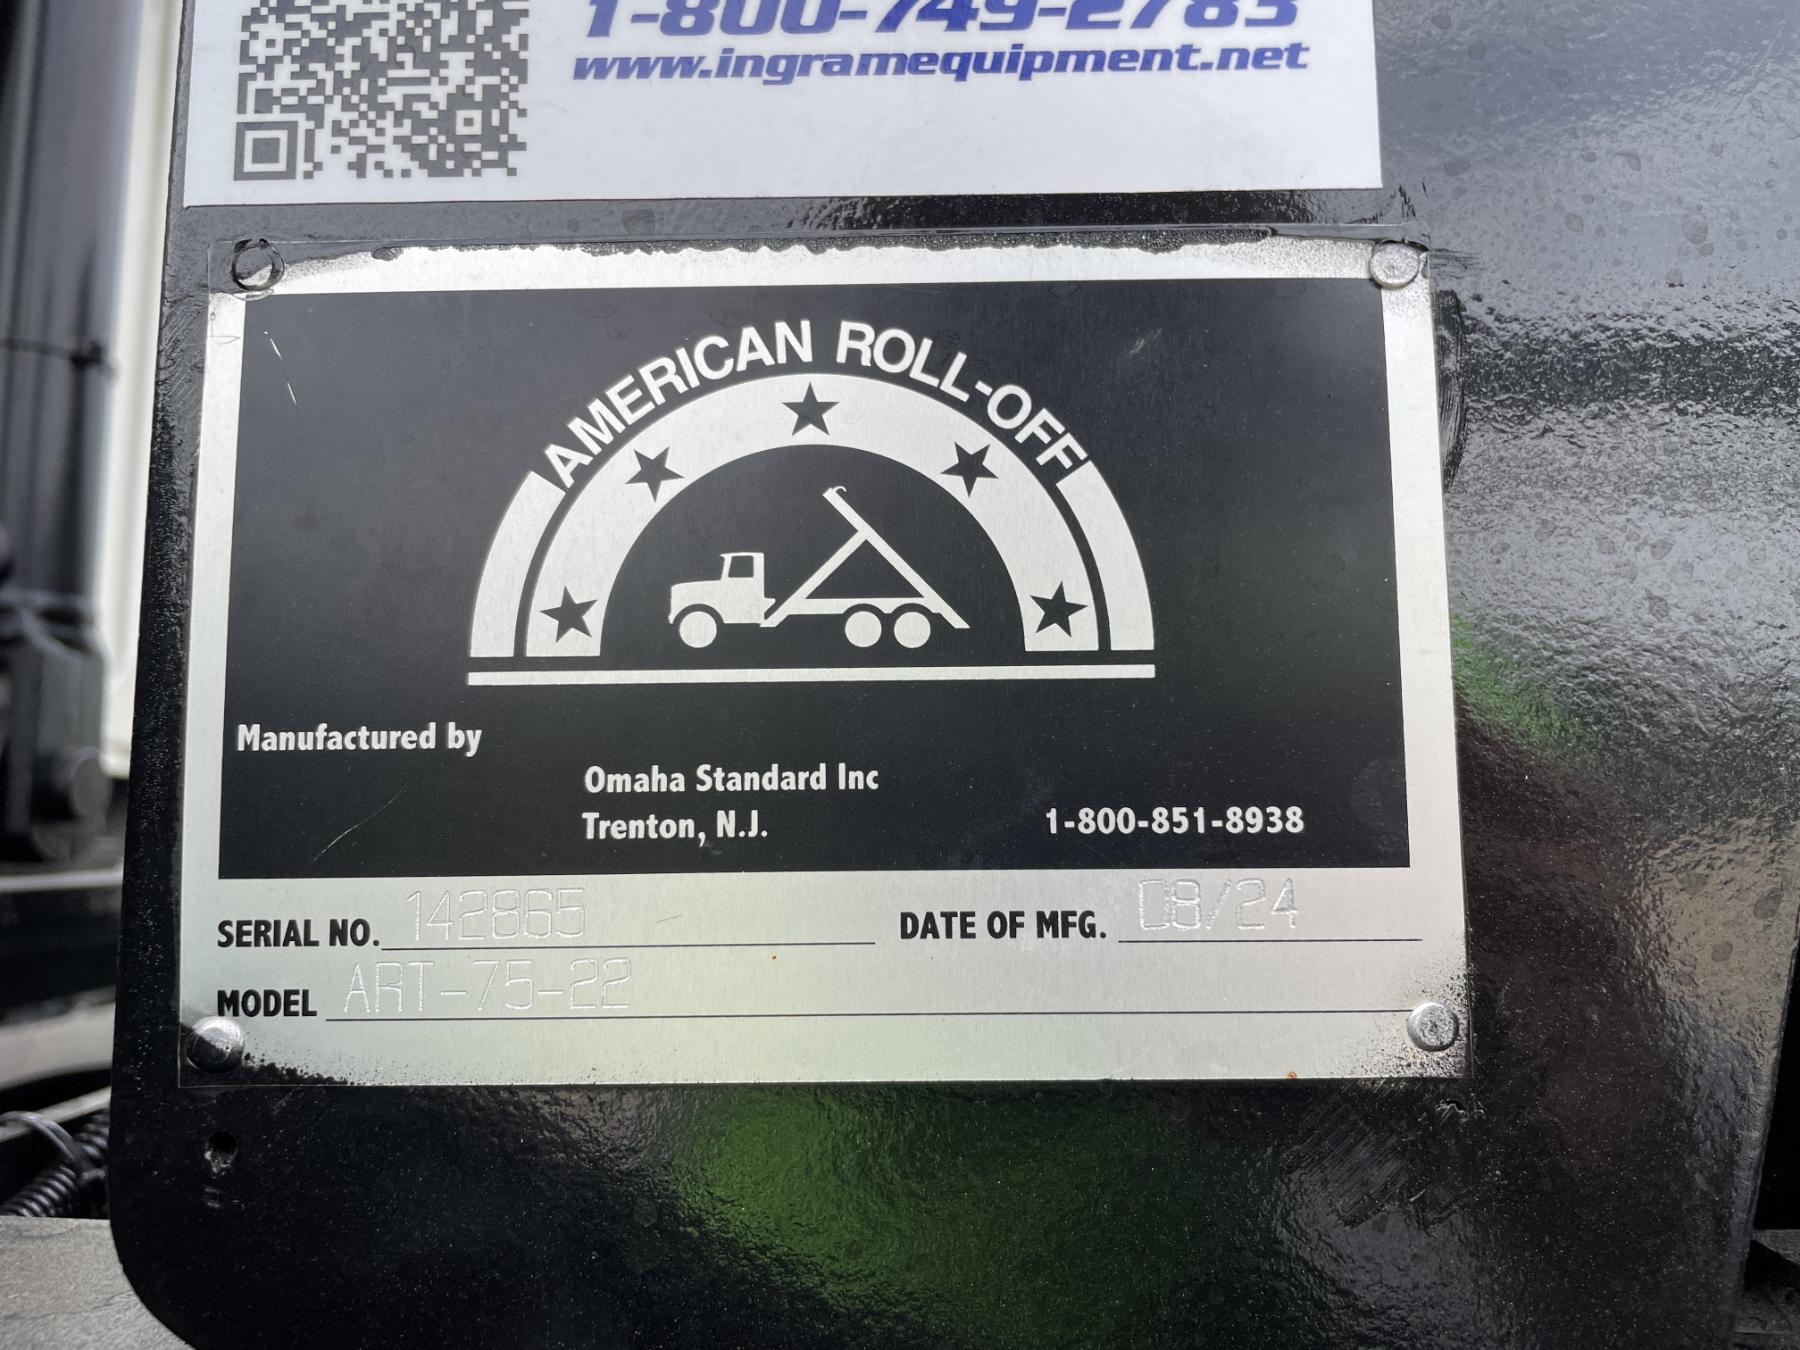 1-800-749-2783
www.ingramequipment.net
AMERICAN ROLL-OFF
Manufactured by
Omaha Standard Inc
Trenton, N.J.
1-800-851-8938
SERIAL NO. 142865
DATE OF MFG. 08/24
MODEL ART-75-22